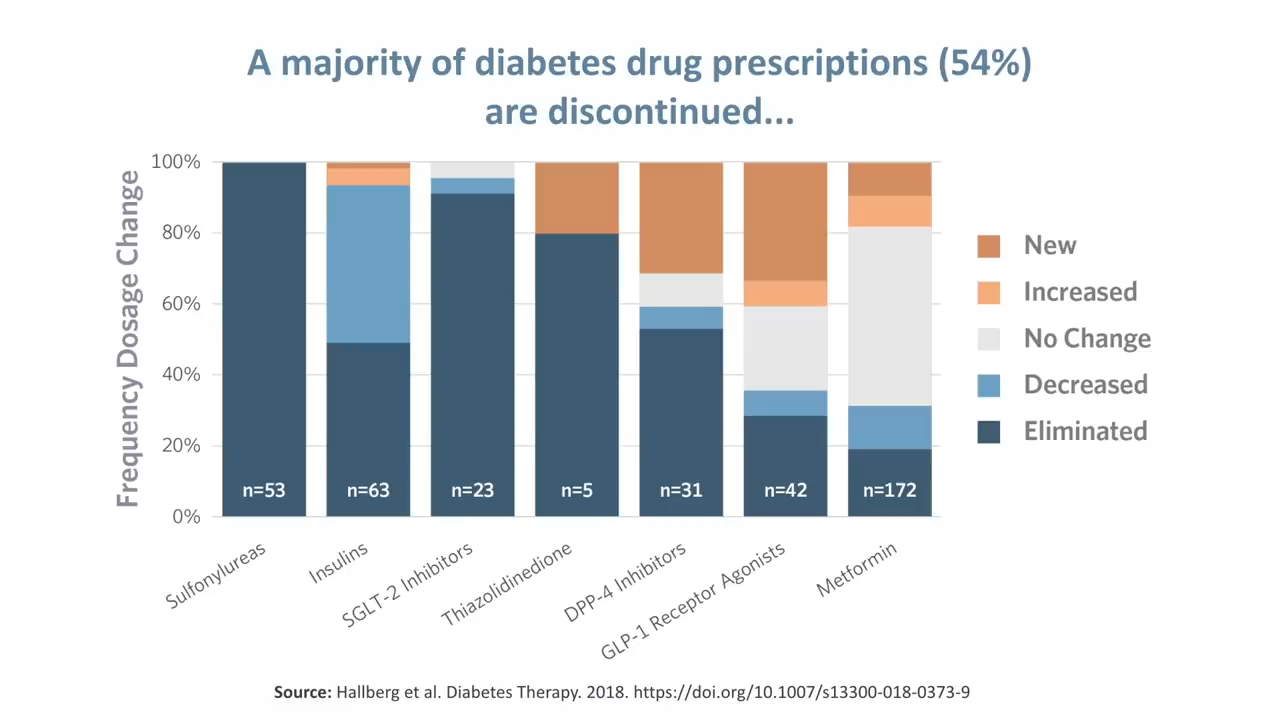 A majority of diabetes drug prescriptions (54%)
are discontinued...
Frequency Dosage Change
100%
80%
60%
40%
20%
0%
n=53
n=63
n=23
n=5
n=31
n=42
n=172
Sulfonylureas
Insulins
SGLT-2 Inhibitors
Thiazolidinedione
DPP-4 Inhibitors
GLP-1 Receptor Agonists
Metformin
New
Increased
No Change
Decreased
Eliminated
Source: Hallberg et al. Diabetes Therapy. 2018. https://doi.org/10.1007/s13300-018-0373-9